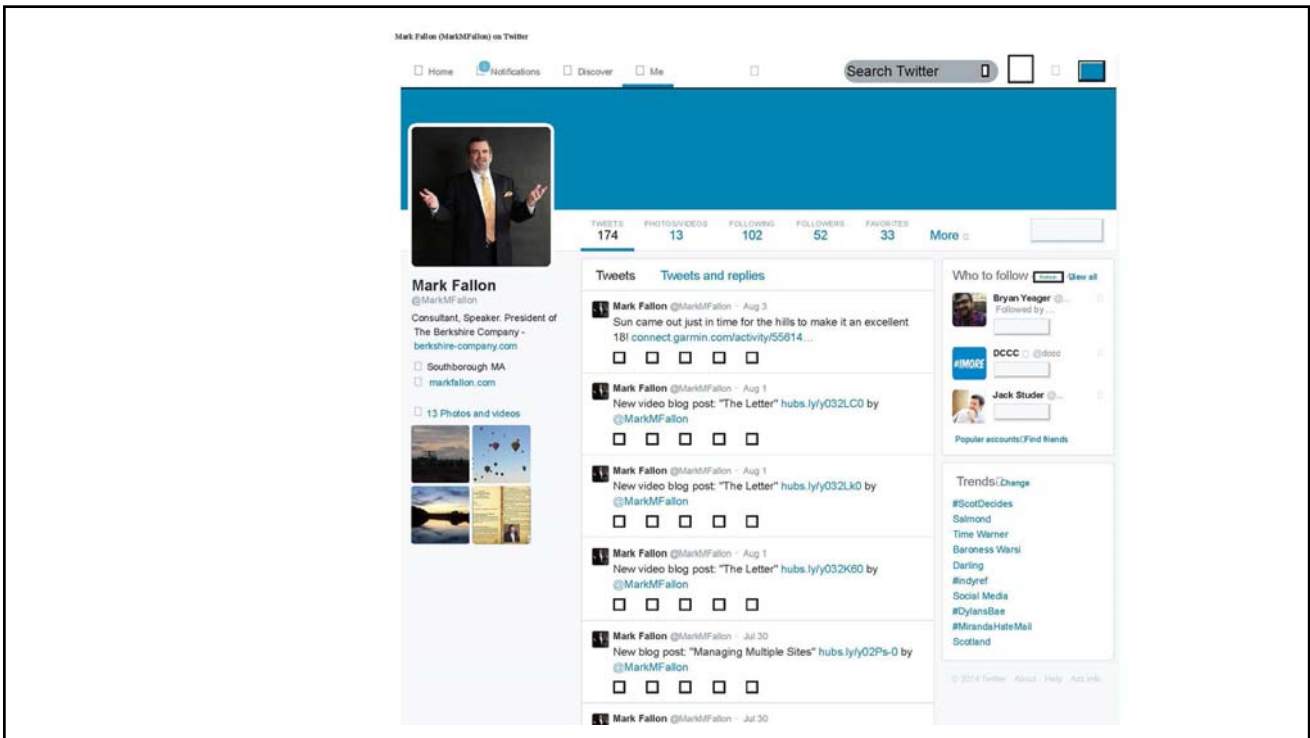 Mark Fallon (MarkMFallon) on Twitter
Home Notifications Discover Me
Search Twitter
TWEETS PHOTOS/VIDEOS FOLLOWING FOLLOWERS FAVORITES
174 13 102 52 33 More
Mark Fallon
@MarkMFallon
Consultant, Speaker. President of
The Berkshire Company -
berkshire-company.com
Southborough MA
markfallon.com
13 Photos and videos
Tweets Tweets and replies
Mark Fallon @MarkMFallon · Aug 3
Sun came out just in time for the hills to make it an excellent
18! connect.garmin.com/activity/55614...
Mark Fallon @MarkMFallon · Aug 1
New video blog post: "The Letter" hubs.ly/y032LC0 by
@MarkMFallon
Mark Fallon @MarkMFallon · Aug 1
New video blog post: "The Letter" hubs.ly/y032Lk0 by
@MarkMFallon
Mark Fallon @MarkMFallon · Aug 1
New video blog post: "The Letter" hubs.ly/y032K60 by
@MarkMFallon
Mark Fallon @MarkMFallon · Jul 30
New blog post: "Managing Multiple Sites" hubs.ly/y02Ps-0 by
@MarkMFallon
Mark Fallon @MarkMFallon · Jul 30
Who to follow · View all
Bryan Yeager @...
Followed by ...
#IMORE
DCCC @dccc
Jack Studer @...
Popular accounts Find friends
Trends Change
#ScotDecides
Salmond
Time Warner
Baroness Warsi
Darling
#indyref
Social Media
#DylansBae
#MirandaHateMail
Scotland
© 2014 Twitter About Help Ads info